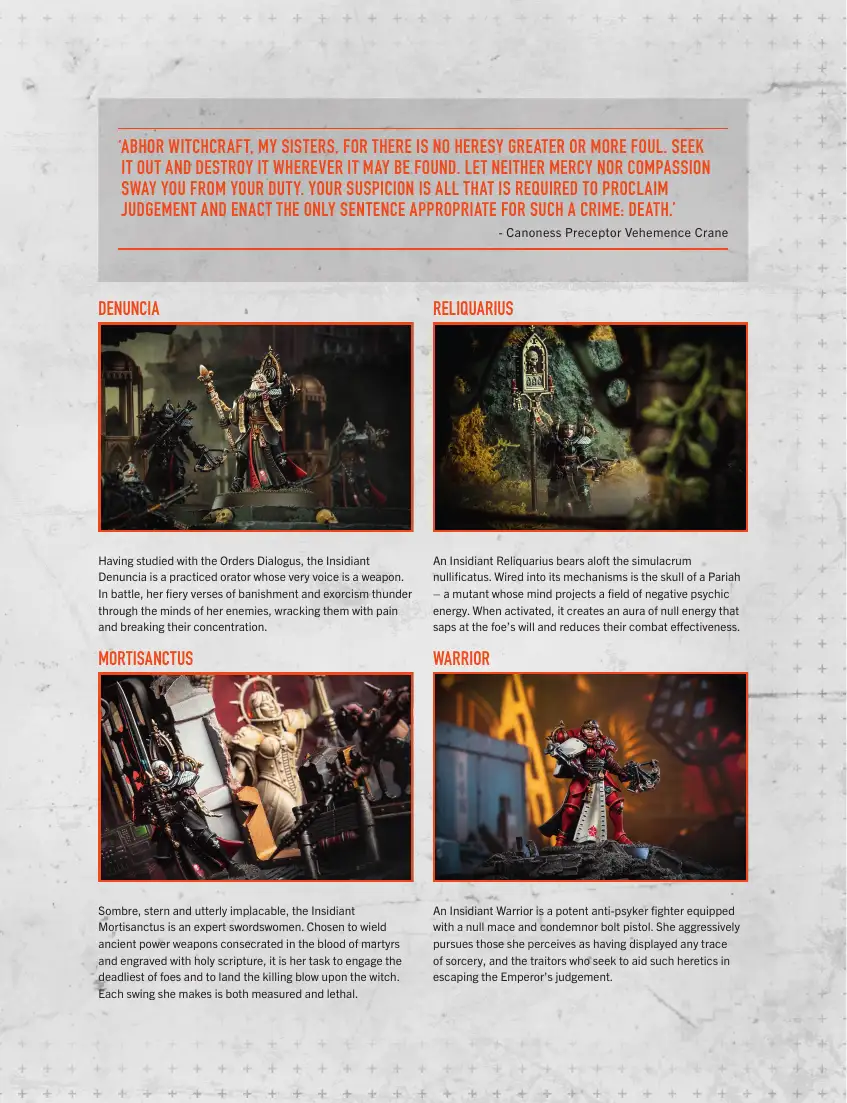 ‘ABHOR WITCHCRAFT, MY SISTERS, FOR THERE IS NO HERESY GREATER OR MORE FOUL. SEEK
IT OUT AND DESTROY IT WHEREVER IT MAY BE FOUND. LET NEITHER MERCY NOR COMPASSION
SWAY YOU FROM YOUR DUTY. YOUR SUSPICION IS ALL THAT IS REQUIRED TO PROCLAIM
JUDGEMENT AND ENACT THE ONLY SENTENCE APPROPRIATE FOR SUCH A CRIME: DEATH.’
- Canoness Preceptor Vehemence Crane
DENUNCIA
Having studied with the Orders Dialogus, the Insidiant
Denuncia is a practiced orator whose very voice is a weapon.
In battle, her fiery verses of banishment and exorcism thunder
through the minds of her enemies, wracking them with pain
and breaking their concentration.
RELIQUARIUS
An Insidiant Reliquarius bears aloft the simulacrum
nullificatus. Wired into its mechanisms is the skull of a Pariah
– a mutant whose mind projects a field of negative psychic
energy. When activated, it creates an aura of null energy that
saps at the foe’s will and reduces their combat effectiveness.
MORTISANCTUS
Sombre, stern and utterly implacable, the Insidiant
Mortisanctus is an expert swordswomen. Chosen to wield
ancient power weapons consecrated in the blood of martyrs
and engraved with holy scripture, it is her task to engage the
deadliest of foes and to land the killing blow upon the witch.
Each swing she makes is both measured and lethal.
WARRIOR
An Insidiant Warrior is a potent anti-psyker fighter equipped
with a null mace and condemnor bolt pistol. She aggressively
pursues those she perceives as having displayed any trace
of sorcery, and the traitors who seek to aid such heretics in
escaping the Emperor's judgement.